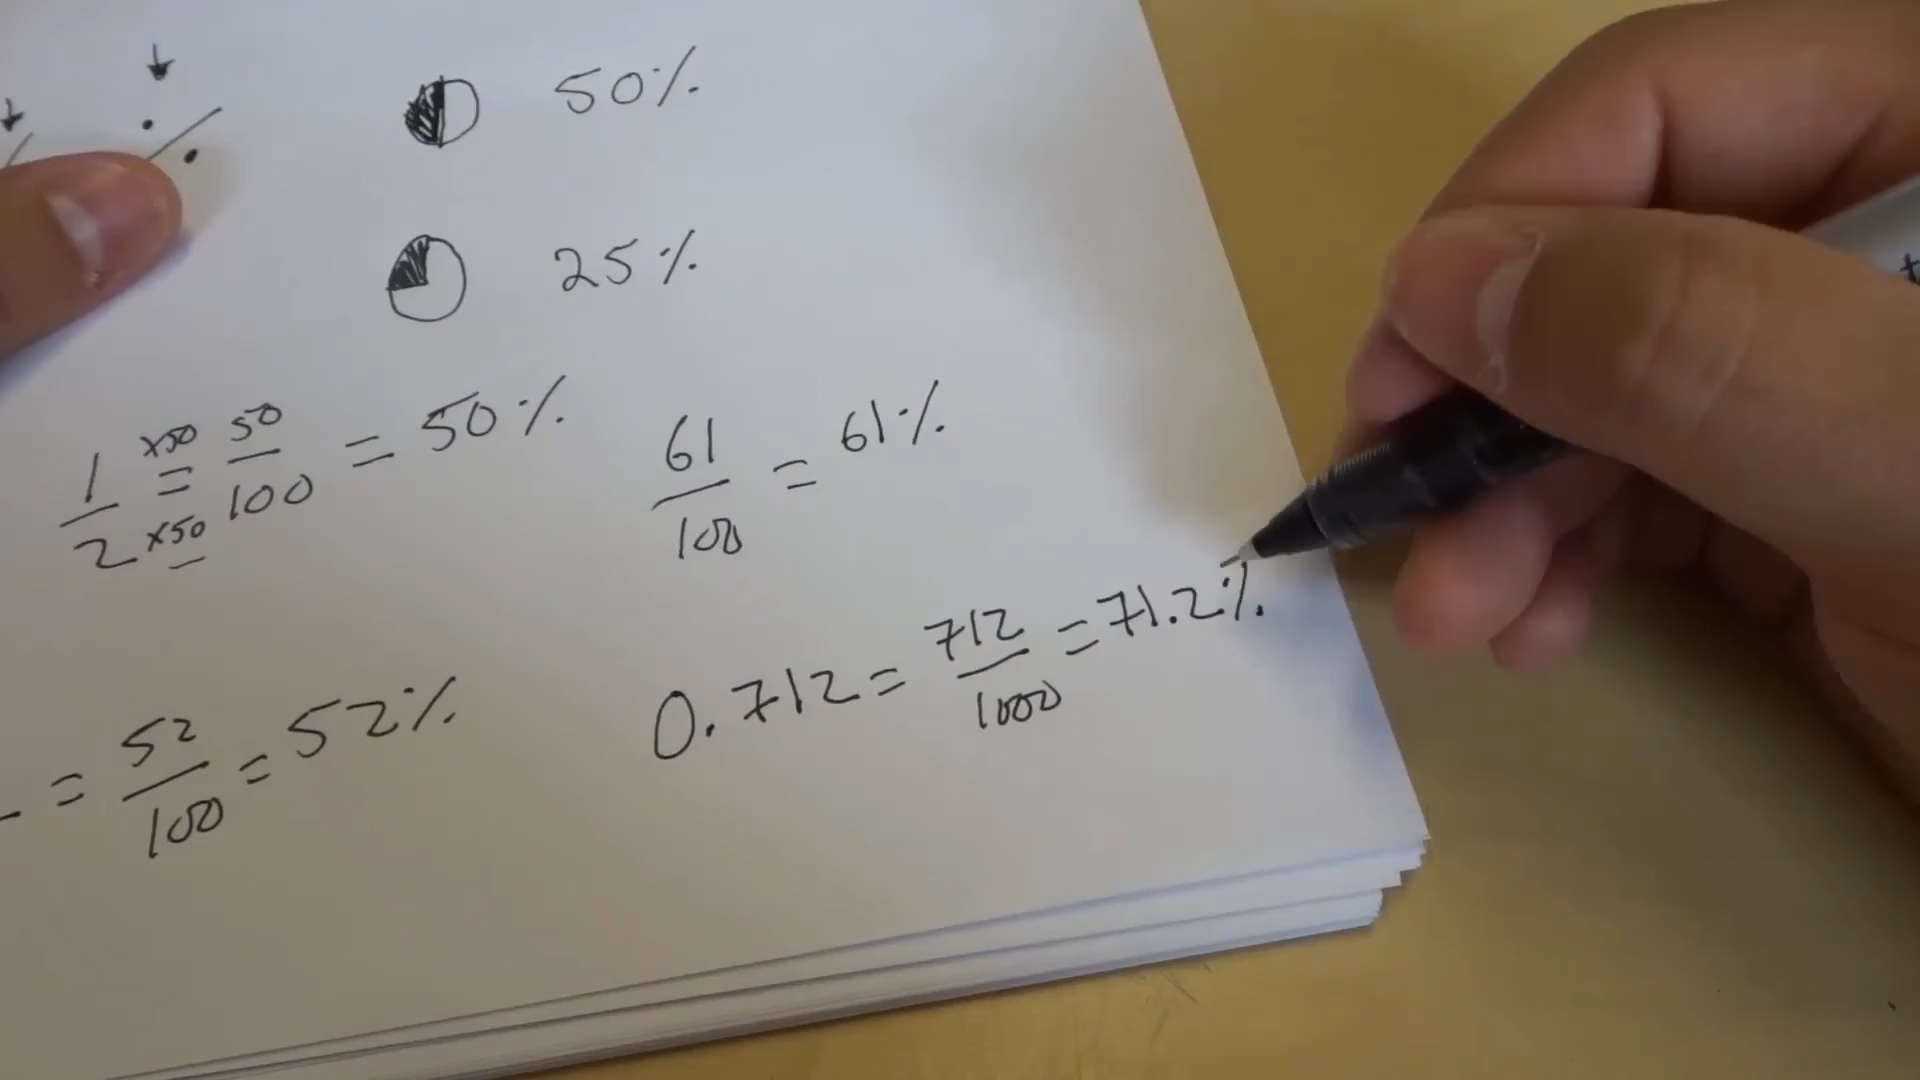 50%
25%
1/2 ×50/×50 = 50/100 = 50%
61/100 = 61%
= 52/100 = 52%
0.712 = 712/1000 = 71.2%